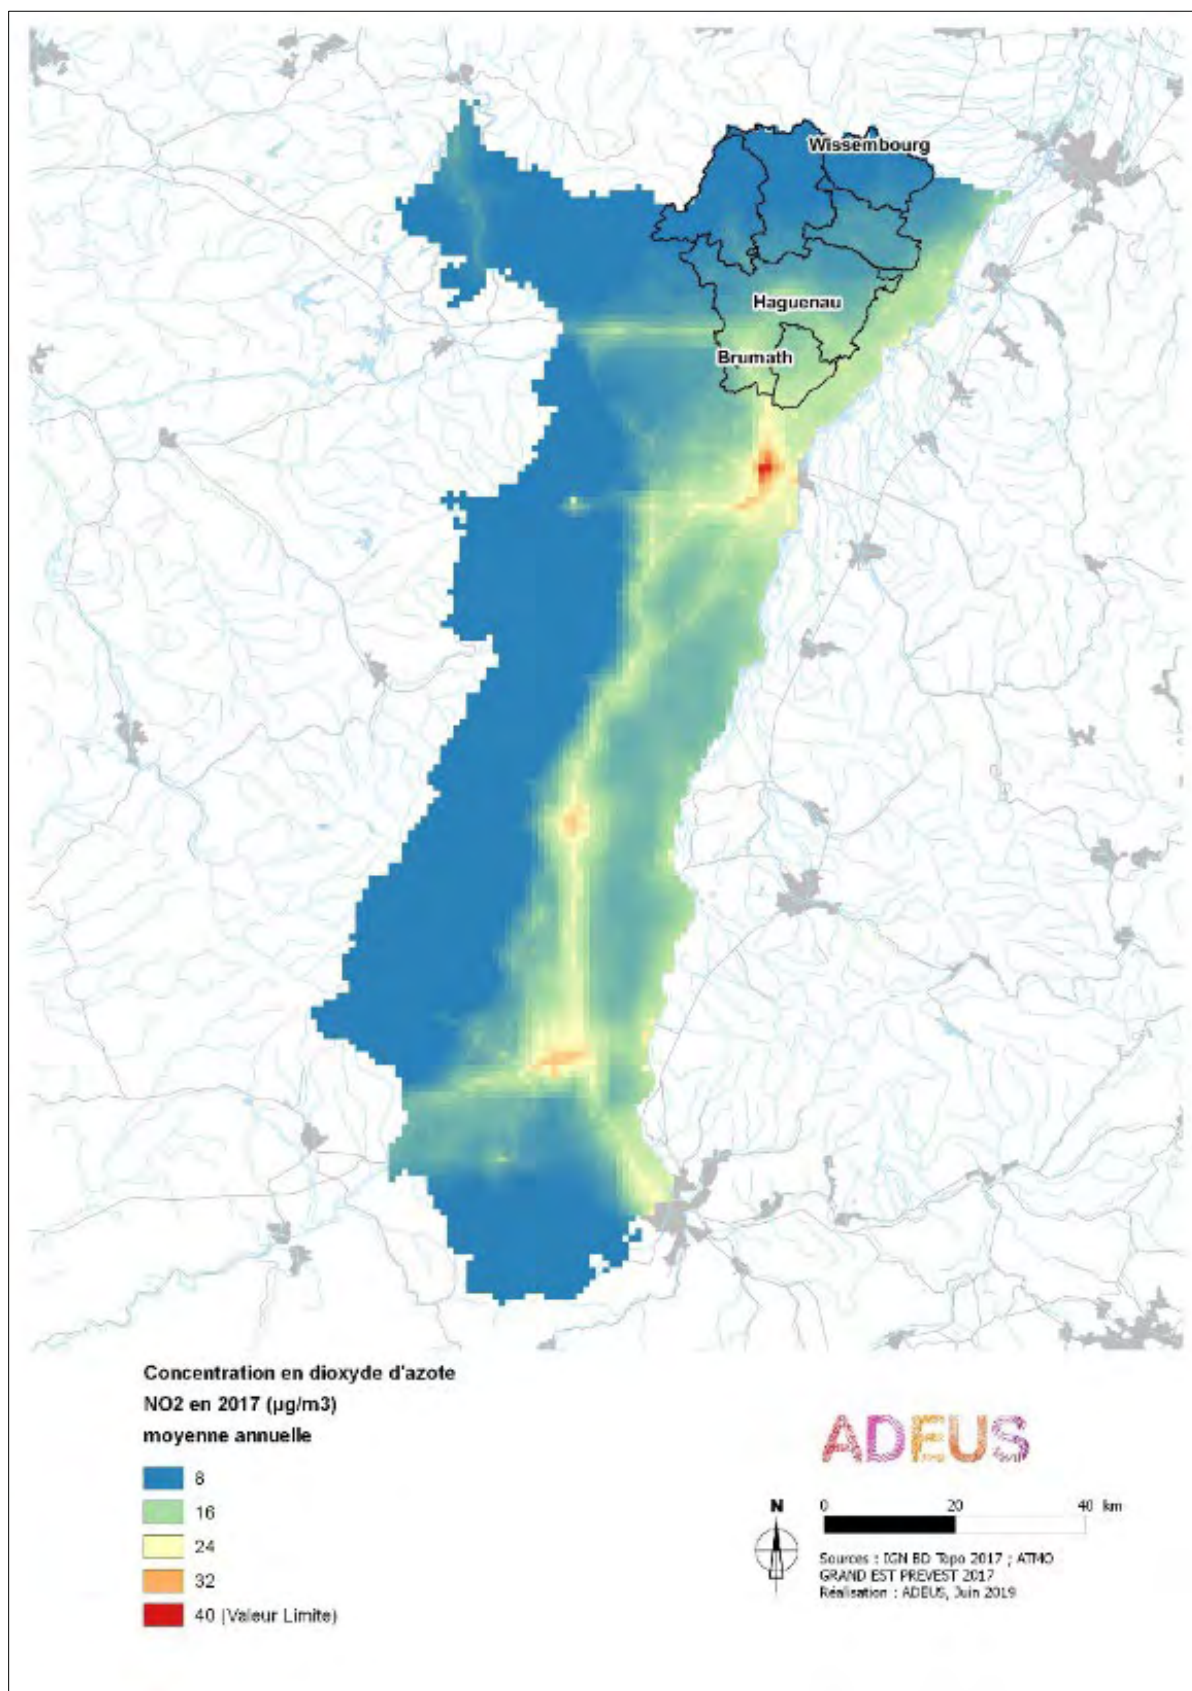 Wissembourg
Haguenau
Brumath
Concentration en dioxyde d'azote
NO2 en 2017 (µg/m3)
moyenne annuelle
8
16
24
32
40 (Valeur Limite)
ADEUS
N
0 20 40 km
Sources : IGN BD Topo 2017 ; ATMO
GRAND EST PREVEST 2017
Réalisation : ADEUS, Juin 2019